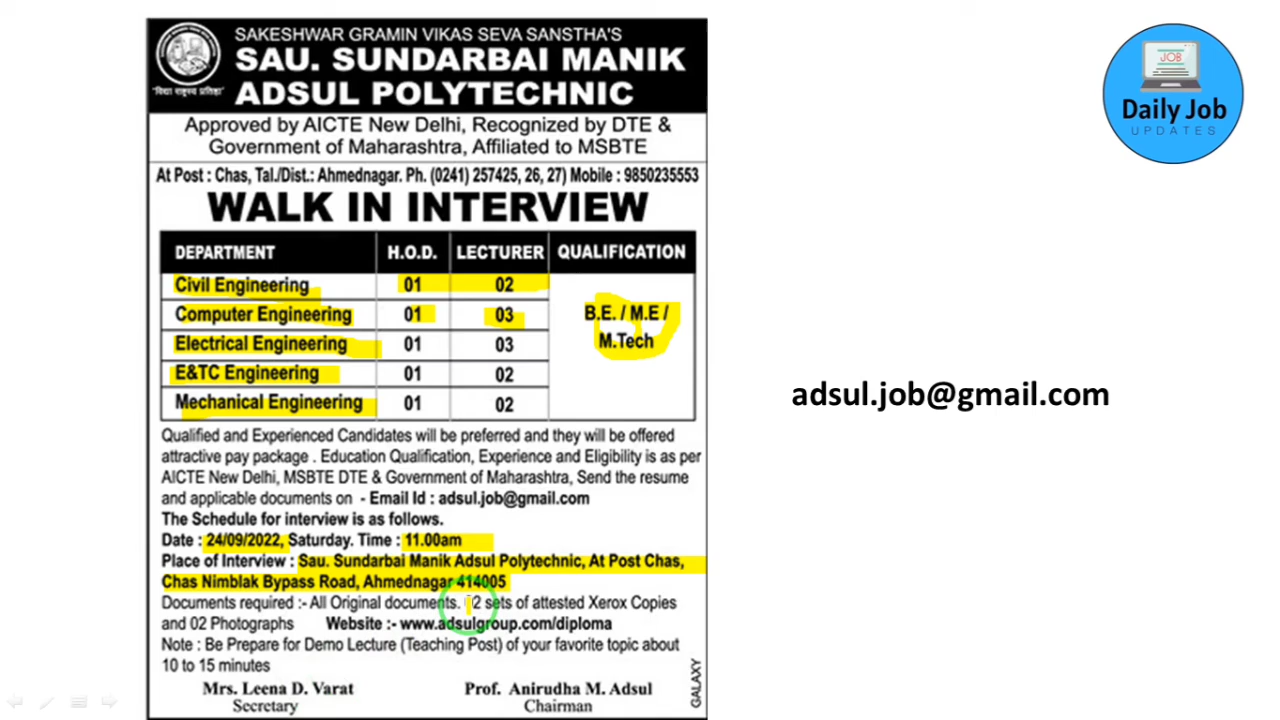 SAKESHWAR GRAMIN VIKAS SEVA SANSTHA'S
SAU. SUNDARBAI MANIK
ADSUL POLYTECHNIC
"विद्या राष्ट्रस्य प्रतिष्ठा"
Approved by AICTE New Delhi, Recognized by DTE &
Government of Maharashtra, Affiliated to MSBTE
At Post : Chas, Tal./Dist.: Ahmednagar. Ph. (0241) 257425, 26, 27) Mobile : 9850235553
WALK IN INTERVIEW
DEPARTMENT H.O.D. LECTURER QUALIFICATION
Civil Engineering 01 02
Computer Engineering 01 03 B.E. / M.E /
Electrical Engineering 01 03 M.Tech
E&TC Engineering 01 02
Mechanical Engineering 01 02
Qualified and Experienced Candidates will be preferred and they will be offered
attractive pay package . Education Qualification, Experience and Eligibility is as per
AICTE New Delhi, MSBTE DTE & Government of Maharashtra, Send the resume
and applicable documents on - Email Id : adsul.job@gmail.com
The Schedule for interview is as follows.
Date : 24/09/2022, Saturday. Time : 11.00am
Place of Interview : Sau. Sundarbai Manik Adsul Polytechnic, At Post Chas,
Chas Nimblak Bypass Road, Ahmednagar 414005
Documents required :- All Original documents. 02 sets of attested Xerox Copies
and 02 Photographs Website :- www.adsulgroup.com/diploma
Note : Be Prepare for Demo Lecture (Teaching Post) of your favorite topic about
10 to 15 minutes
Mrs. Leena D. Varat Prof. Anirudha M. Adsul
Secretary Chairman
GALAXY
JOB
Daily Job
UPDATES
adsul.job@gmail.com